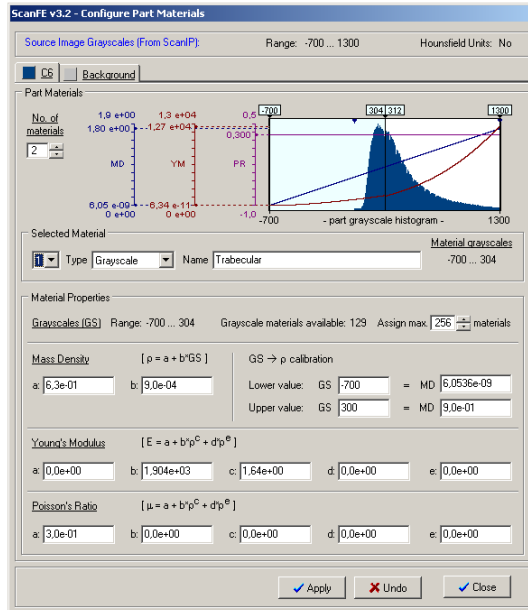 ScanFE v3.2 - Configure Part Materials
Source Image Grayscales (From ScanIP): Range: -700 ... 1300 Hounsfield Units: No
C6 Background
Part Materials
No. of materials
2
1,9 e+00 1,3 e+04 0,5
1,80 e+00 1,27 e+04 0,300
MD YM PR
6,05 e-09 6,34 e-11
0 e+00 0 e+00 -1,0
-700 304 312 1300
-700 - part grayscale histogram - 1300
Selected Material
Material grayscales
1 Type Grayscale Name Trabecular -700 ... 304
Material Properties
Grayscales (GS) Range: -700 ... 304 Grayscale materials available: 129 Assign max. 256 materials
Mass Density [ ρ = a + b*GS ] GS → ρ calibration
a: 6,3e-01 b: 9,0e-04 Lower value: GS -700 = MD 6,0536e-09
Upper value: GS 300 = MD 9,0e-01
Young's Modulus [ E = a + b*ρ^c + d*ρ^e ]
a: 0,0e+00 b: 1,904e+03 c: 1,64e+00 d: 0,0e+00 e: 0,0e+00
Poisson's Ratio [ μ = a + b*ρ^c + d*ρ^e ]
a: 3,0e-01 b: 0,0e+00 c: 0,0e+00 d: 0,0e+00 e: 0,0e+00
Apply Undo Close